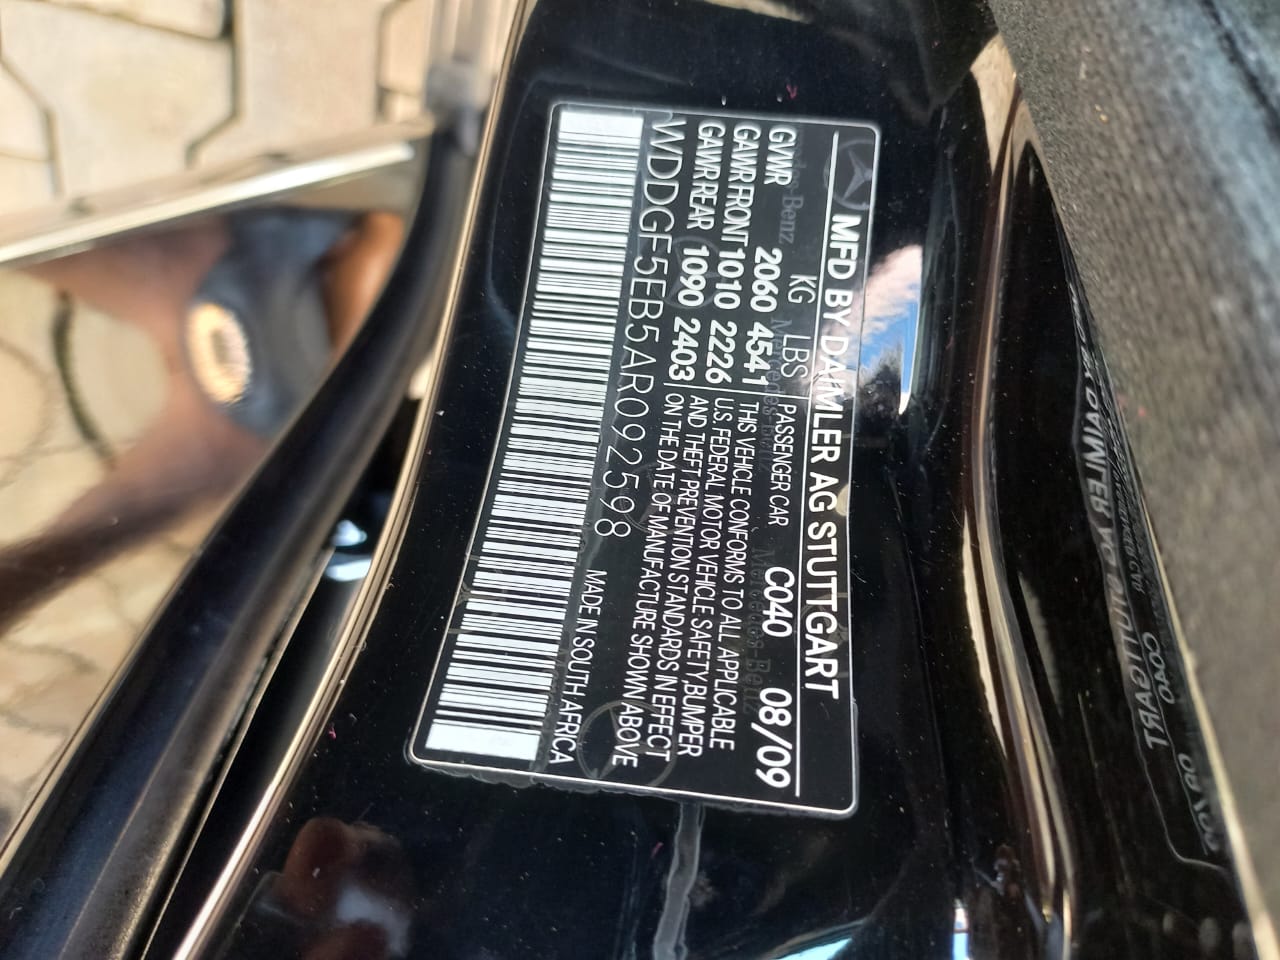 MFD BY DAIMLER AG STUTTGART
KG LBS PASSENGER CAR C040 08/09
GVWR 2060 4541 THIS VEHICLE CONFORMS TO ALL APPLICABLE
GAWR FRONT 1010 2226 U.S. FEDERAL MOTOR VEHICLE SAFETY, BUMPER
GAWR REAR 1090 2403 AND THEFT PREVENTION STANDARDS IN EFFECT
ON THE DATE OF MANUFACTURE SHOWN ABOVE
WDDGF5EB5AR092598
MADE IN SOUTH AFRICA
Mercedes-Benz